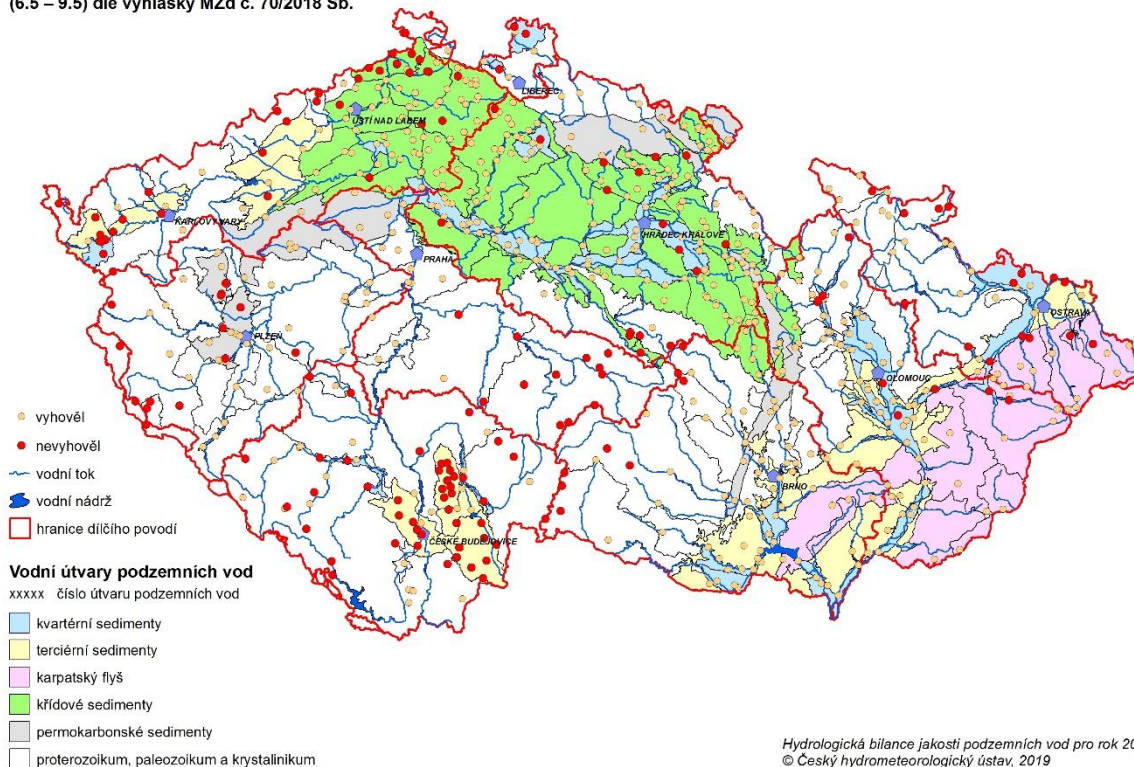 (6.5 – 9.5) dle vyhlášky MZd č. 70/2018 Sb.
LIBEREC
ÚSTÍ NAD LABEM
KARLOVY VARY
HRADEC KRÁLOVÉ
PRAHA
OSTRAVA
PLZEŇ
OLOMOUC
BRNO
ČESKÉ BUDĚJOVICE
vyhověl
nevyhověl
vodní tok
vodní nádrž
hranice dílčího povodí
Vodní útvary podzemních vod
xxxxx číslo útvaru podzemních vod
kvartérní sedimenty
terciérní sedimenty
karpatský flyš
křídové sedimenty
permokarbonské sedimenty
proterozoikum, paleozoikum a krystalinikum
Hydrologická bilance jakosti podzemních vod pro rok 20
© Český hydrometeorologický ústav, 2019